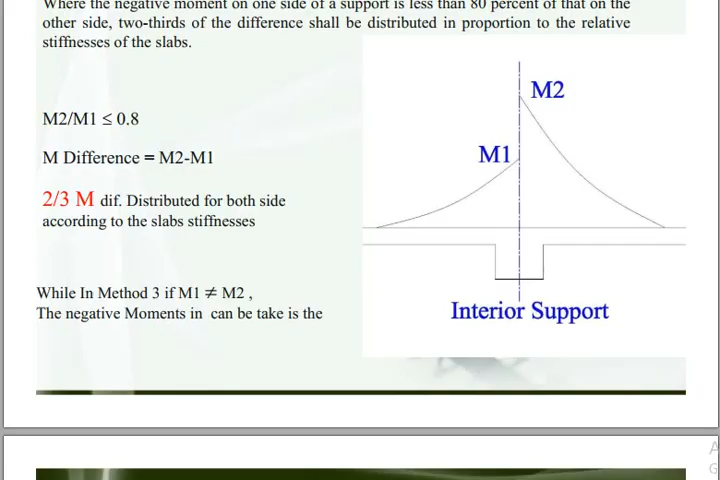 Where the negative moment on one side of a support is less than 80 percent of that on the
other side, two-thirds of the difference shall be distributed in proportion to the relative
stiffnesses of the slabs.
M2/M1 ≤ 0.8
M Difference = M2-M1
2/3 M dif. Distributed for both side
according to the slabs stiffnesses
While In Method 3 if M1 ≠ M2 ,
The negative Moments in can be take is the
M2
M1
Interior Support